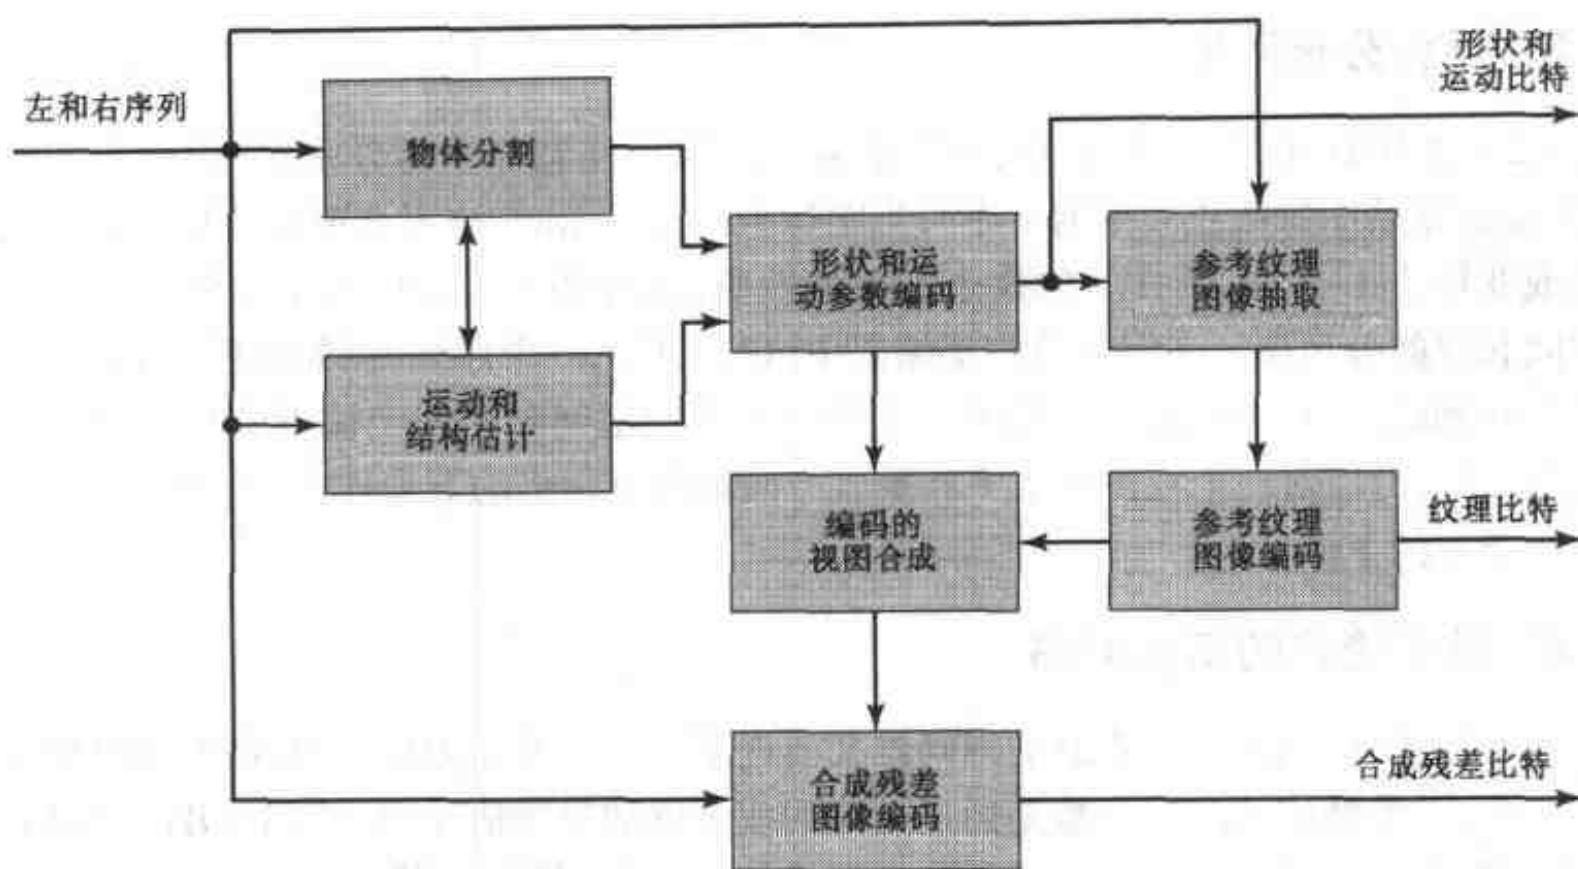 形状和
运动比特
左和右序列
物体分割
形状和运
动参数编码
参考纹理
图像抽取
运动和
结构估计
编码的
视图合成
参考纹理
图像编码
纹理比特
合成残差
图像编码
合成残差比特